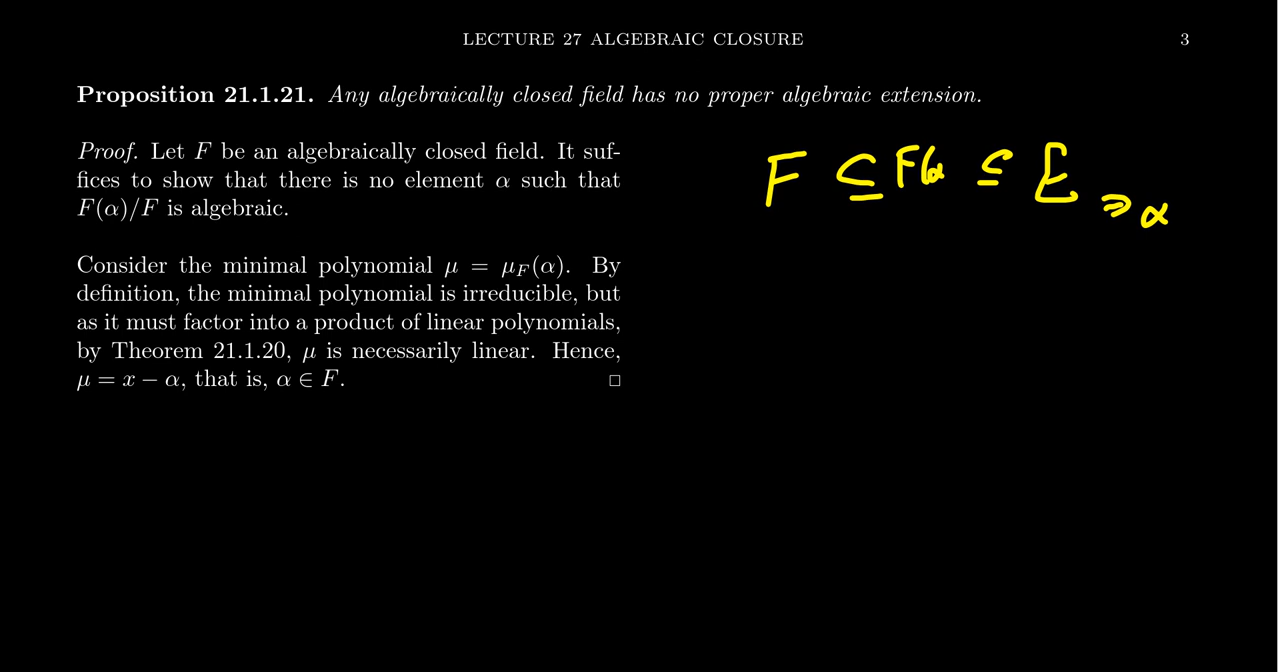 LECTURE 27 ALGEBRAIC CLOSURE 3
Proposition 21.1.21. Any algebraically closed field has no proper algebraic extension.
Proof. Let F be an algebraically closed field. It suf-
fices to show that there is no element α such that
F(α)/F is algebraic.
F ⊆ F(α ⊆ E ∋ α
Consider the minimal polynomial μ = μ_F(α). By
definition, the minimal polynomial is irreducible, but
as it must factor into a product of linear polynomials,
by Theorem 21.1.20, μ is necessarily linear. Hence,
μ = x − α, that is, α ∈ F. □